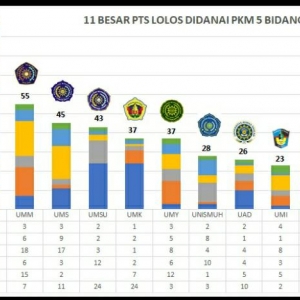 11 BESAR PTS LOLOS DIDANAI PKM 5 BIDANG
55
45
43
37
37
28
26
23
UMM UMS UMSU UMK UMY UNISMUH UAD UMI
3 3 2 1 3 2 2 4
6 9 2 2 5 8 1 1
18 17 3 1 8 4 4 8
6 3 12 2 6 10 4 3
15 2 7 12 1 5 5
7 11 24 24 3 3 10 2